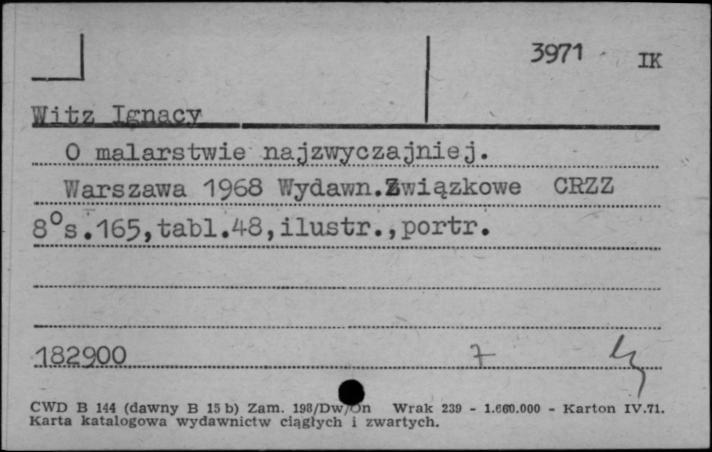 3971 IK
Witz Ignacy
O malarstwie najzwyczajniej.
Warszawa 1968 Wydawn.Związkowe CRZZ
8°s.165,tabl.48,ilustr.,portr.
182900 7
CWD B 144 (dawny B 15 b) Zam. 198/Dw/On Wrak 239 - 1.660.000 - Karton IV.71.
Karta katalogowa wydawnictw ciągłych i zwartych.